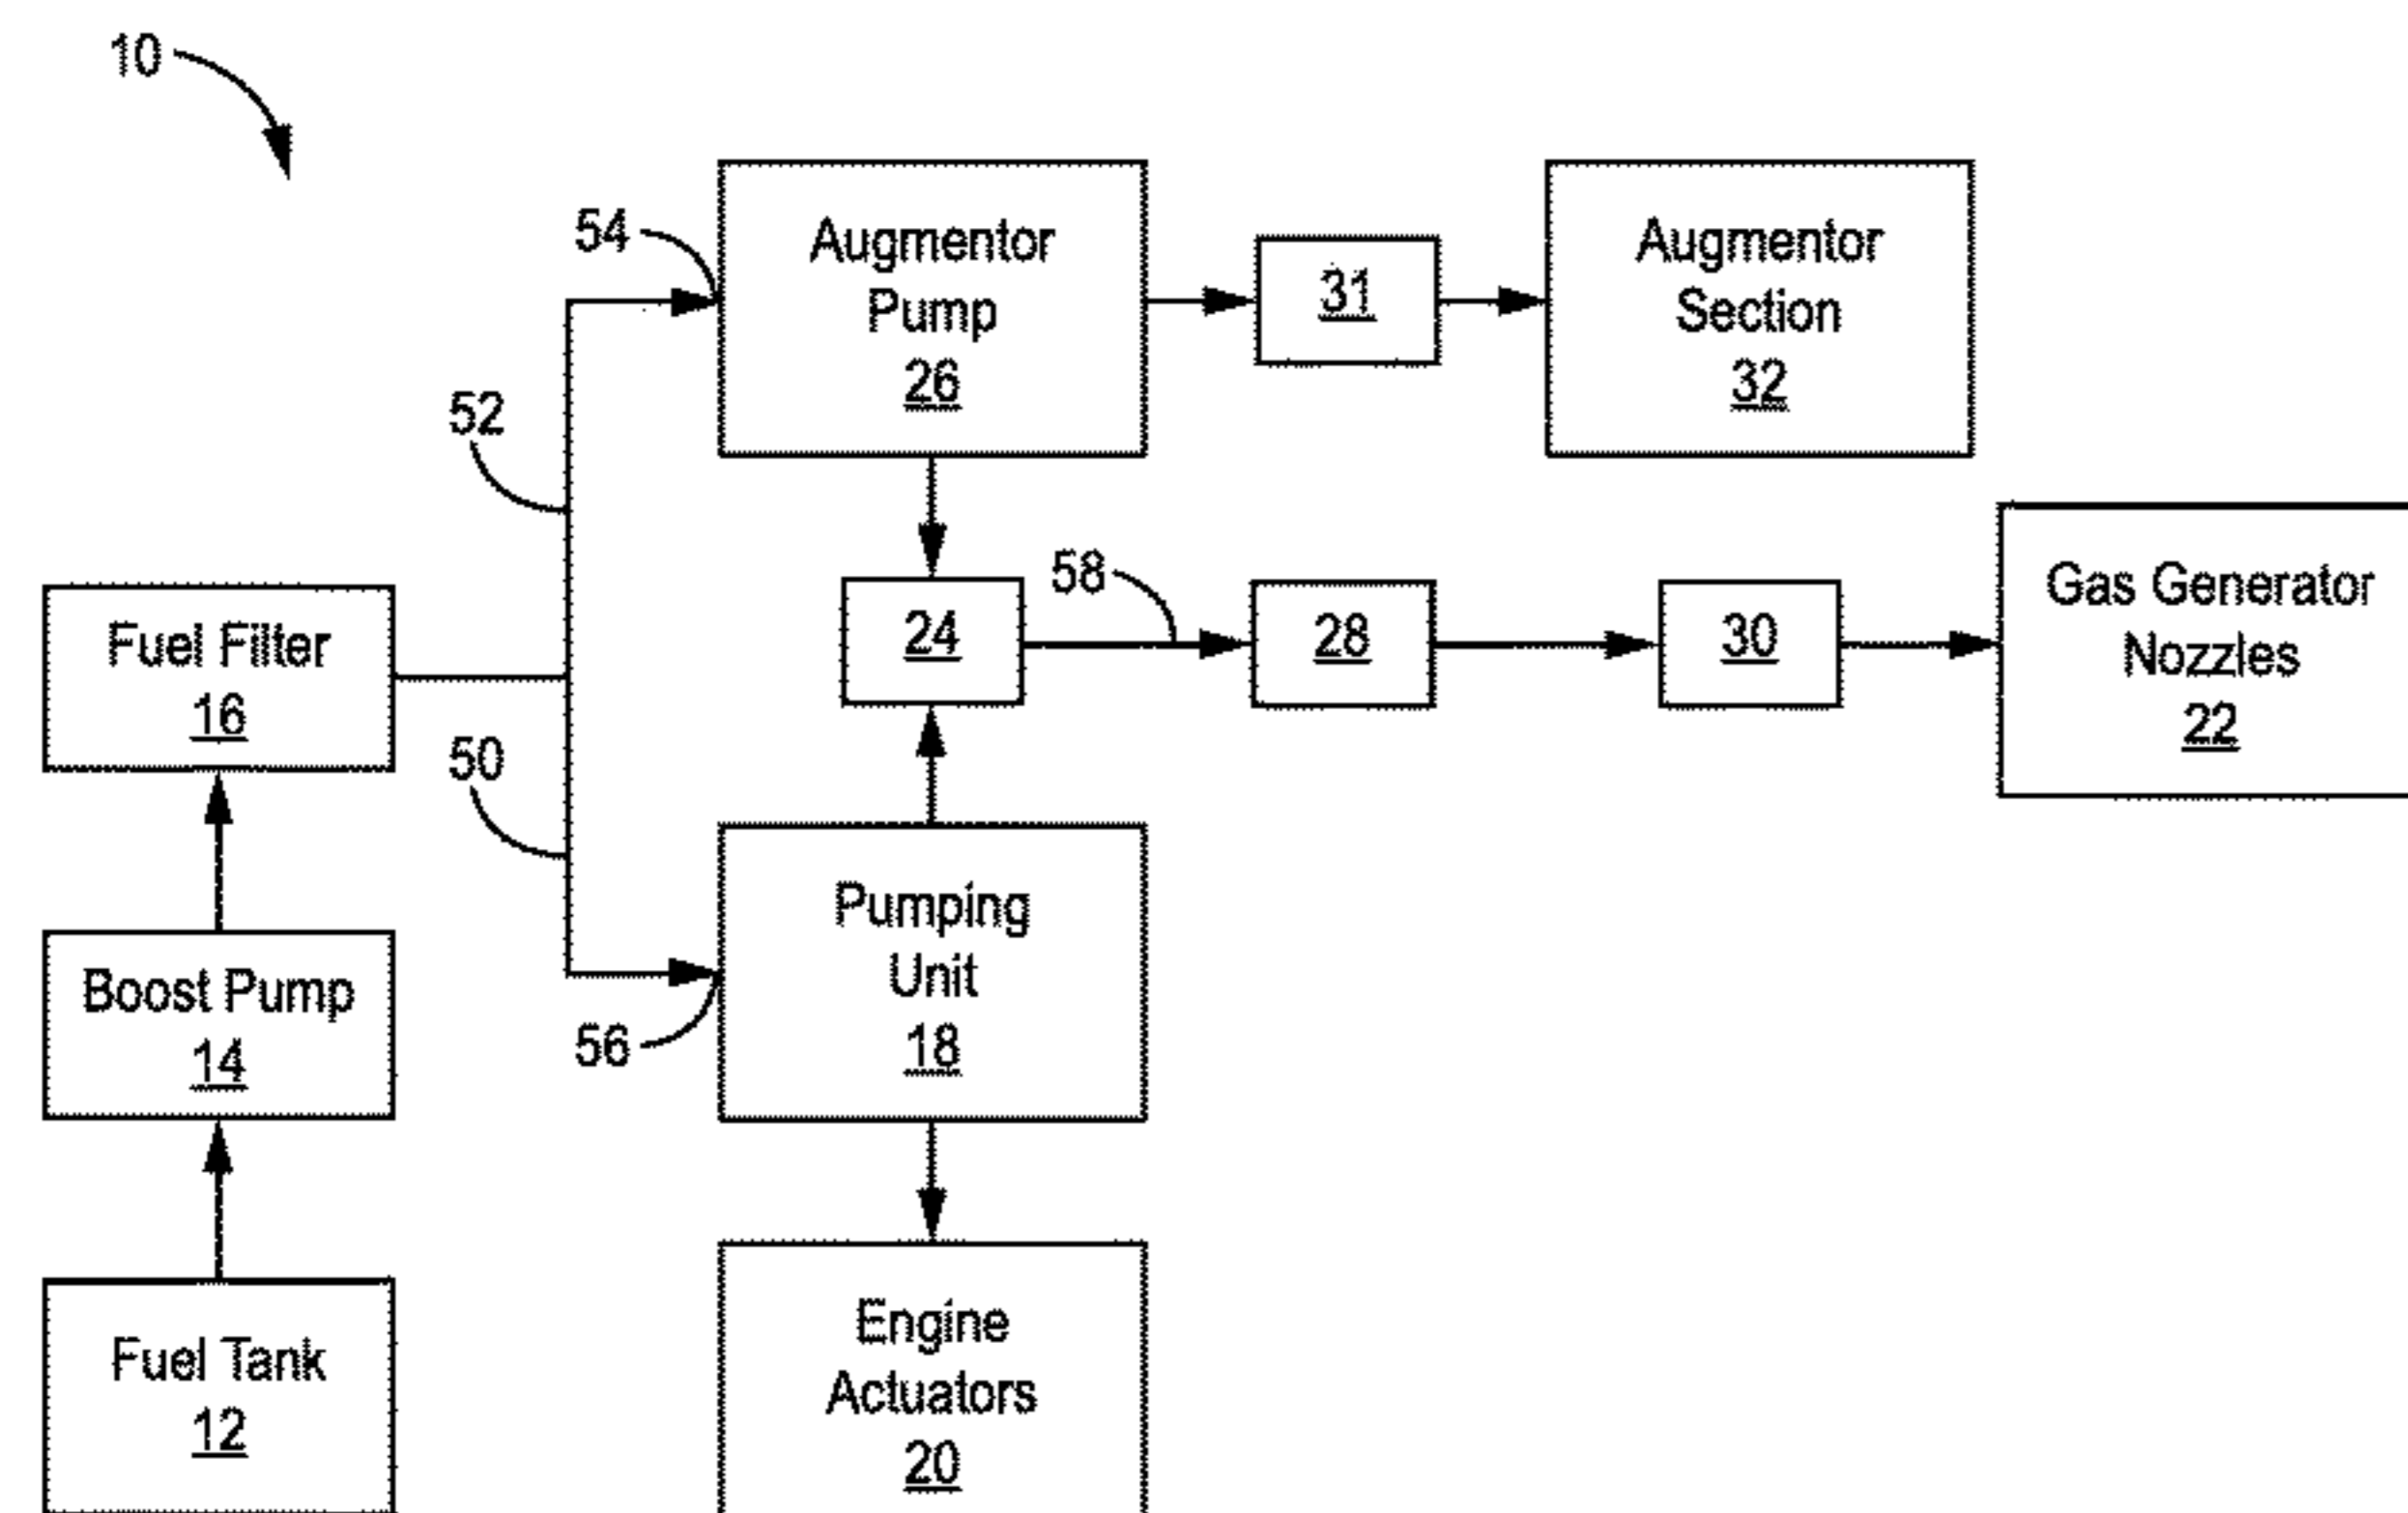 10
54
Augmentor
Pump
26
31
Augmentor
Section
32
52
58
24
28
30
Gas Generator
Nozzles
22
Fuel Filter
16
50
Pumping
Unit
18
56
Boost Pump
14
Engine
Actuators
20
Fuel Tank
12